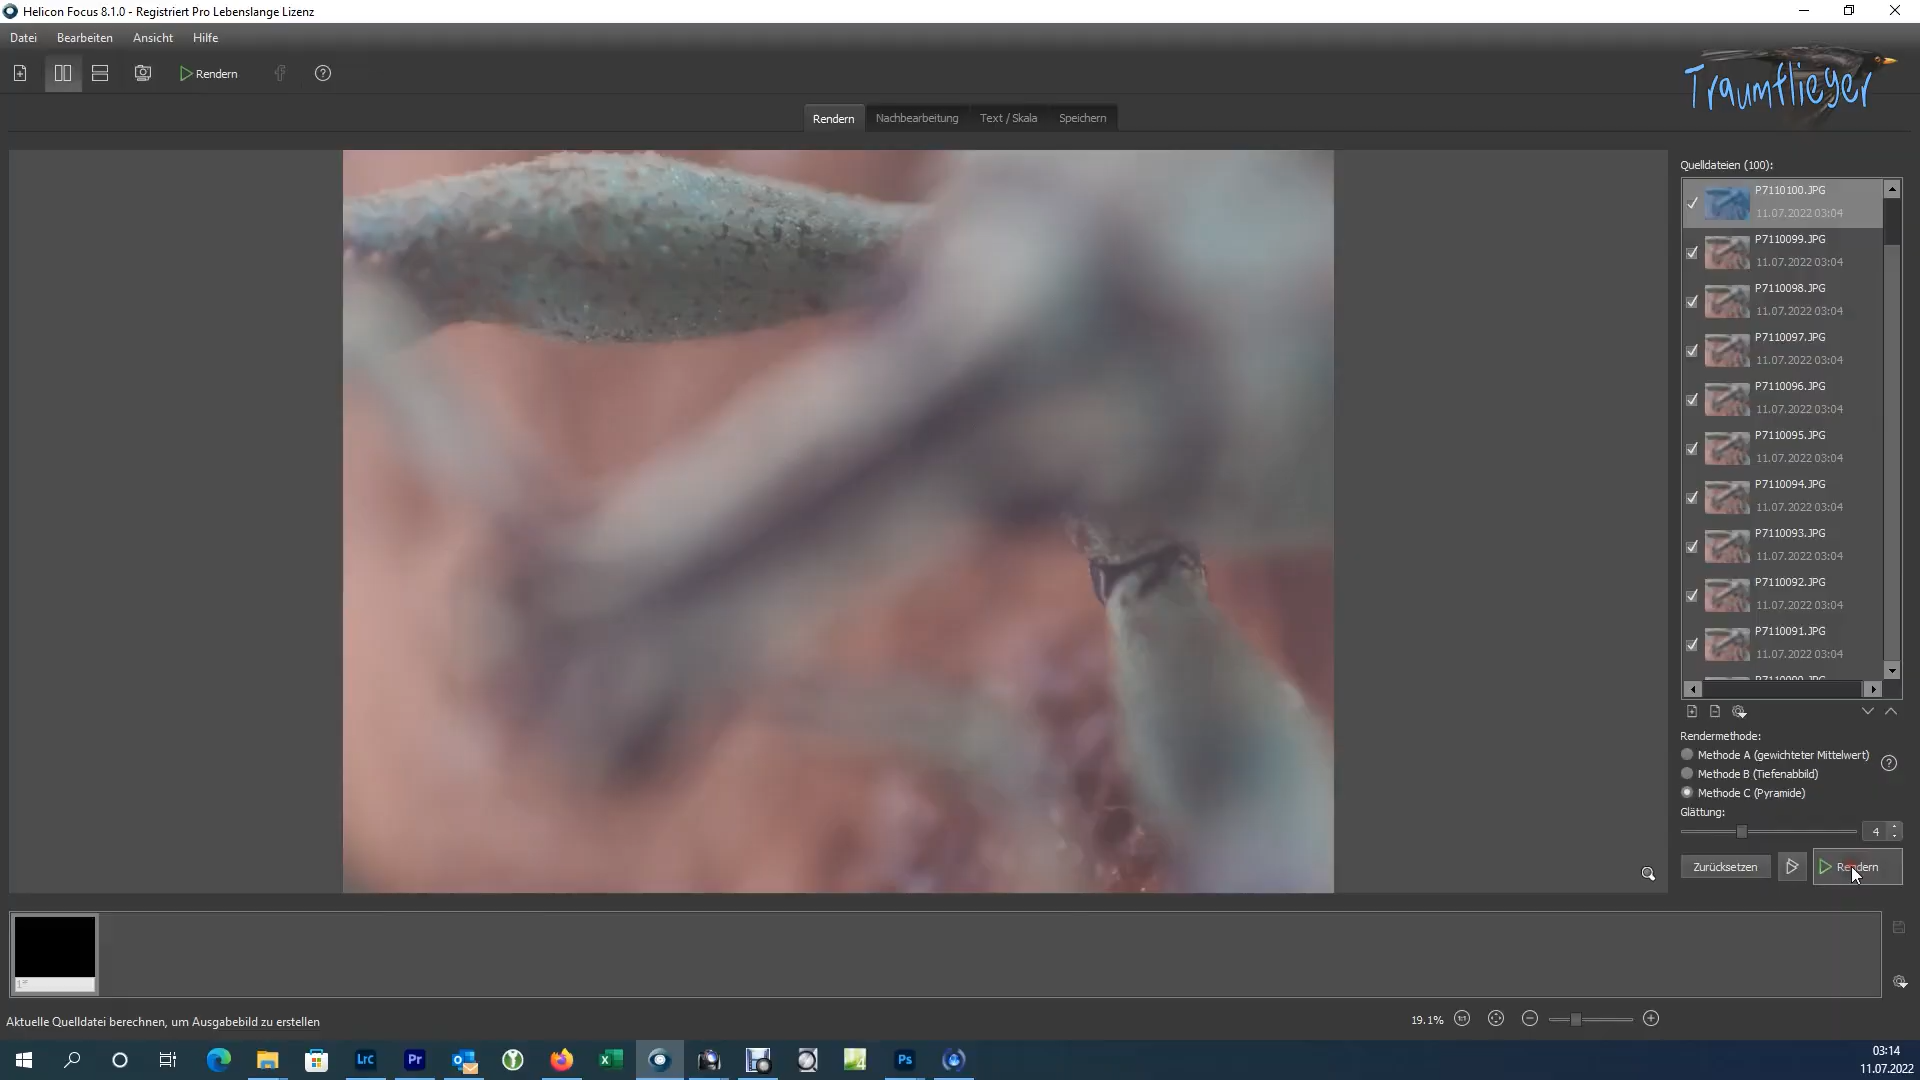 Helicon Focus 8.1.0 - Registriert Pro Lebenslange Lizenz
Datei Bearbeiten Ansicht Hilfe
Rendern
Traumflieger
Rendern Nachbearbeitung Text / Skala Speichern
Quelldateien (100):
P7110100.JPG
11.07.2022 03:04
P7110099.JPG
11.07.2022 03:04
P7110098.JPG
11.07.2022 03:04
P7110097.JPG
11.07.2022 03:04
P7110096.JPG
11.07.2022 03:04
P7110095.JPG
11.07.2022 03:04
P7110094.JPG
11.07.2022 03:04
P7110093.JPG
11.07.2022 03:04
P7110092.JPG
11.07.2022 03:04
P7110091.JPG
11.07.2022 03:04
Rendermethode:
Methode A (gewichteter Mittelwert)
Methode B (Tiefenabbild)
Methode C (Pyramide)
Glättung:
4
Zurücksetzen Rendern
1*
Aktuelle Quelldatei berechnen, um Ausgabebild zu erstellen
19.1% 1:1
Lrc Pr Ps
03:14
11.07.2022